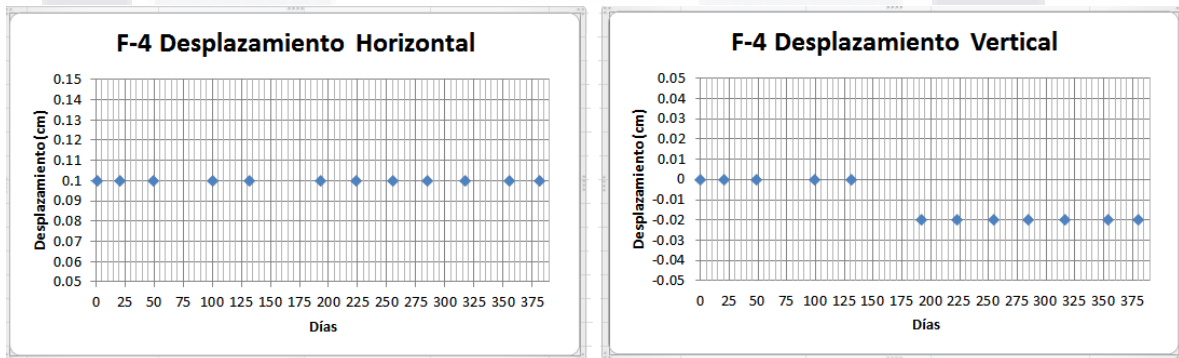 F-4 Desplazamiento Horizontal
Desplazamiento (cm)
0.15
0.14
0.13
0.12
0.11
0.1
0.09
0.08
0.07
0.06
0.05
0 25 50 75 100 125 150 175 200 225 250 275 300 325 350 375
Días
F-4 Desplazamiento Vertical
Desplazamiento (cm)
0.05
0.04
0.03
0.02
0.01
0
-0.01
-0.02
-0.03
-0.04
-0.05
0 25 50 75 100 125 150 175 200 225 250 275 300 325 350 375
Días